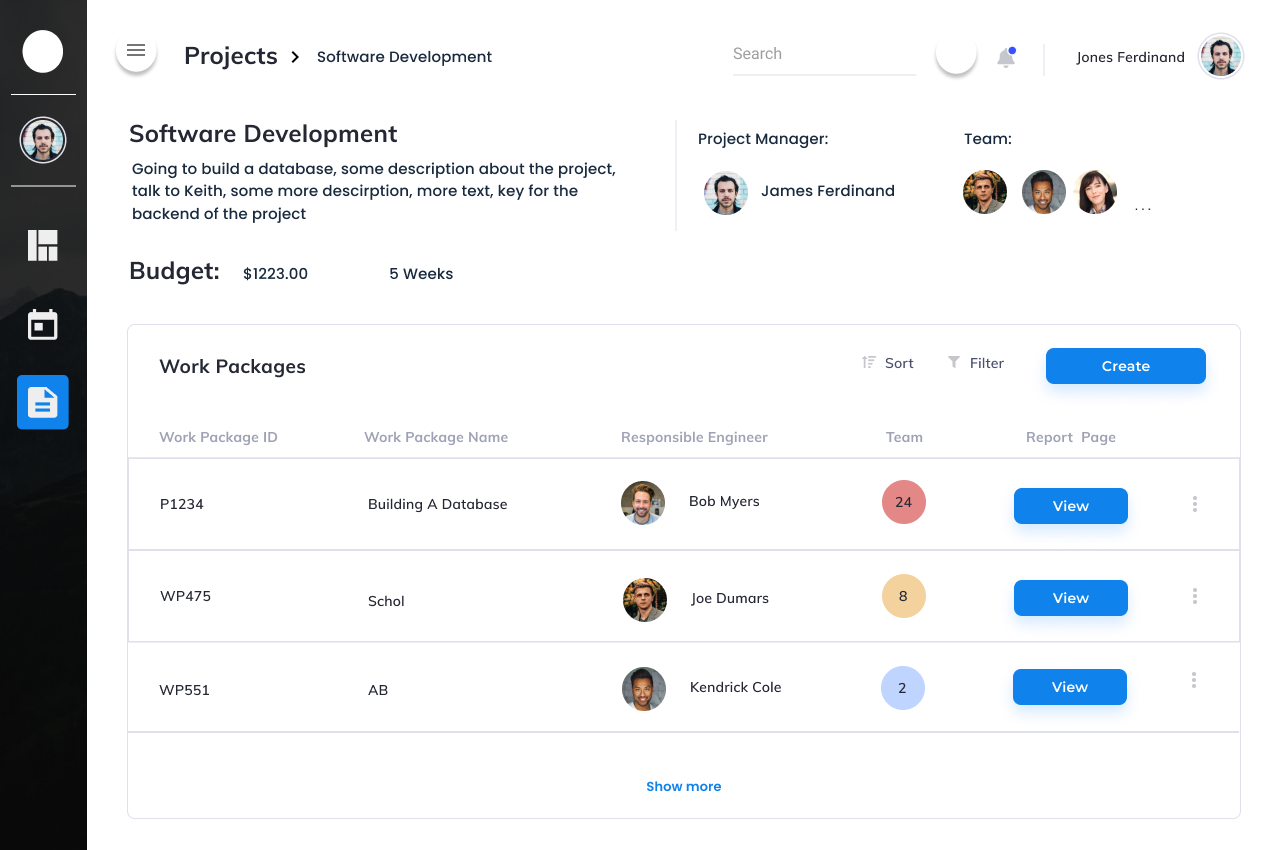 Projects
Software Development
Search
Jones Ferdinand
Software Development
Going to build a database, some description about the project,
talk to Keith, some more descirption, more text, key for the
backend of the project
Project Manager:
James Ferdinand
Team:
...
Budget:
$1223.00
5 Weeks
Work Packages
Sort
Filter
Create
Work Package ID
Work Package Name
Responsible Engineer
Team
Report Page
P1234
Building A Database
Bob Myers
24
View
WP475
Schol
Joe Dumars
8
View
WP551
AB
Kendrick Cole
2
View
Show more